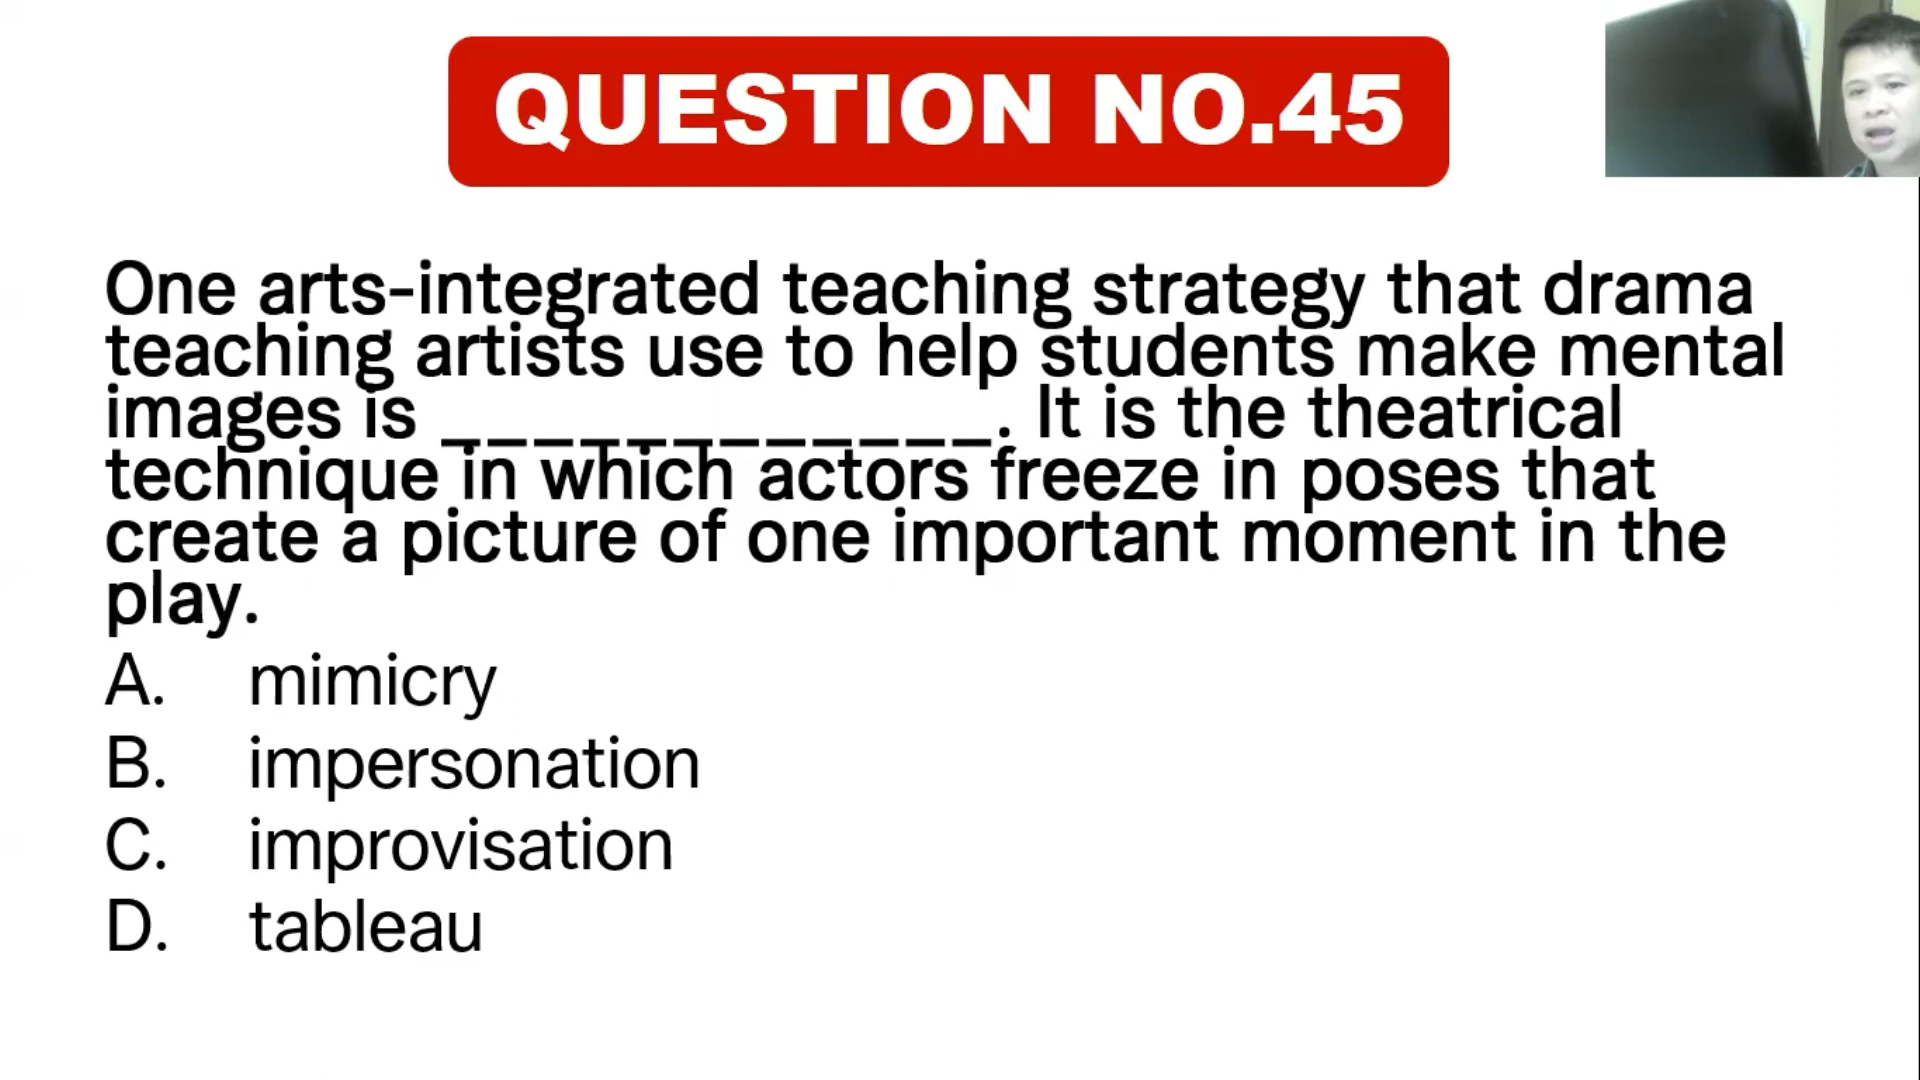 QUESTION NO.45
One arts-integrated teaching strategy that drama
teaching artists use to help students make mental
images is ____________. It is the theatrical
technique in which actors freeze in poses that
create a picture of one important moment in the
play.
A. mimicry
B. impersonation
C. improvisation
D. tableau